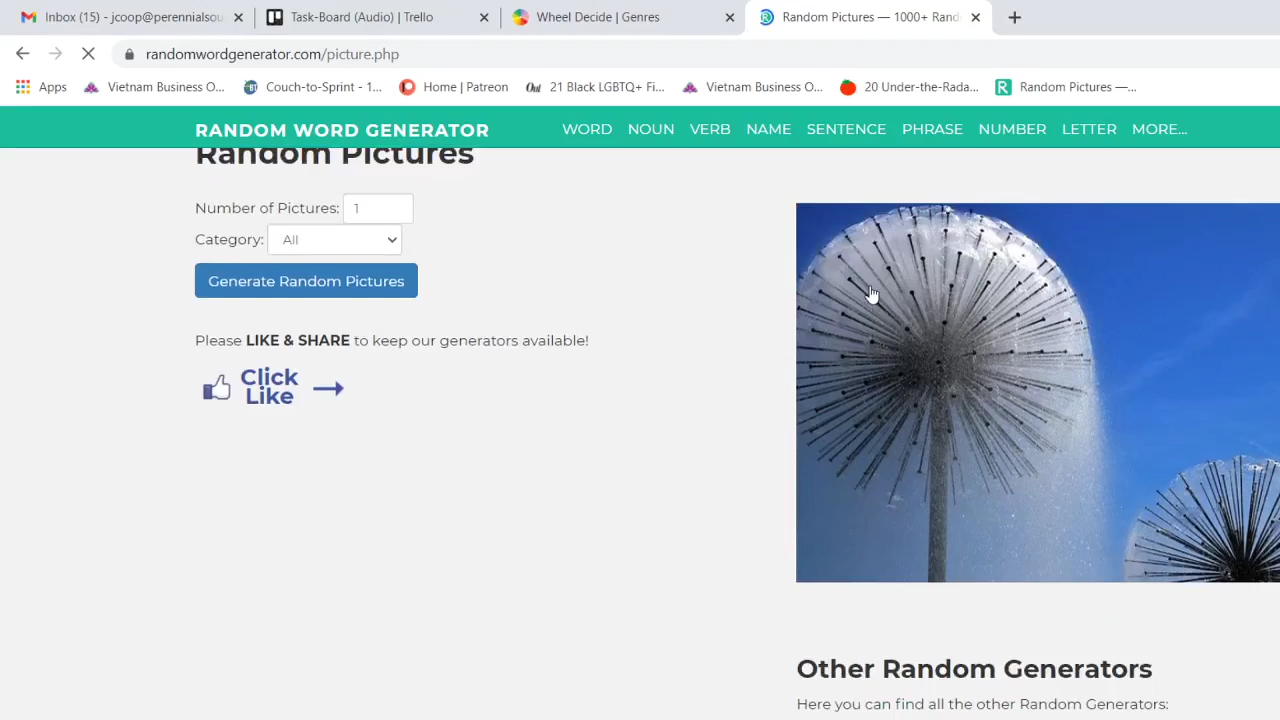 Inbox (15) - jcoop@perennialsou
Task-Board (Audio) | Trello
Wheel Decide | Genres
Random Pictures — 1000+ Rand
randomwordgenerator.com/picture.php
Apps
Vietnam Business O...
Couch-to-Sprint - 1...
Home | Patreon
Out
21 Black LGBTQ+ Fi...
Vietnam Business O...
20 Under-the-Rada...
R
Random Pictures —...
RANDOM WORD GENERATOR
WORD
NOUN
VERB
NAME
SENTENCE
PHRASE
NUMBER
LETTER
MORE...
Random Pictures
Number of Pictures: 1
Category: All
Generate Random Pictures
Please LIKE & SHARE to keep our generators available!
Click
Like
Other Random Generators
Here you can find all the other Random Generators: